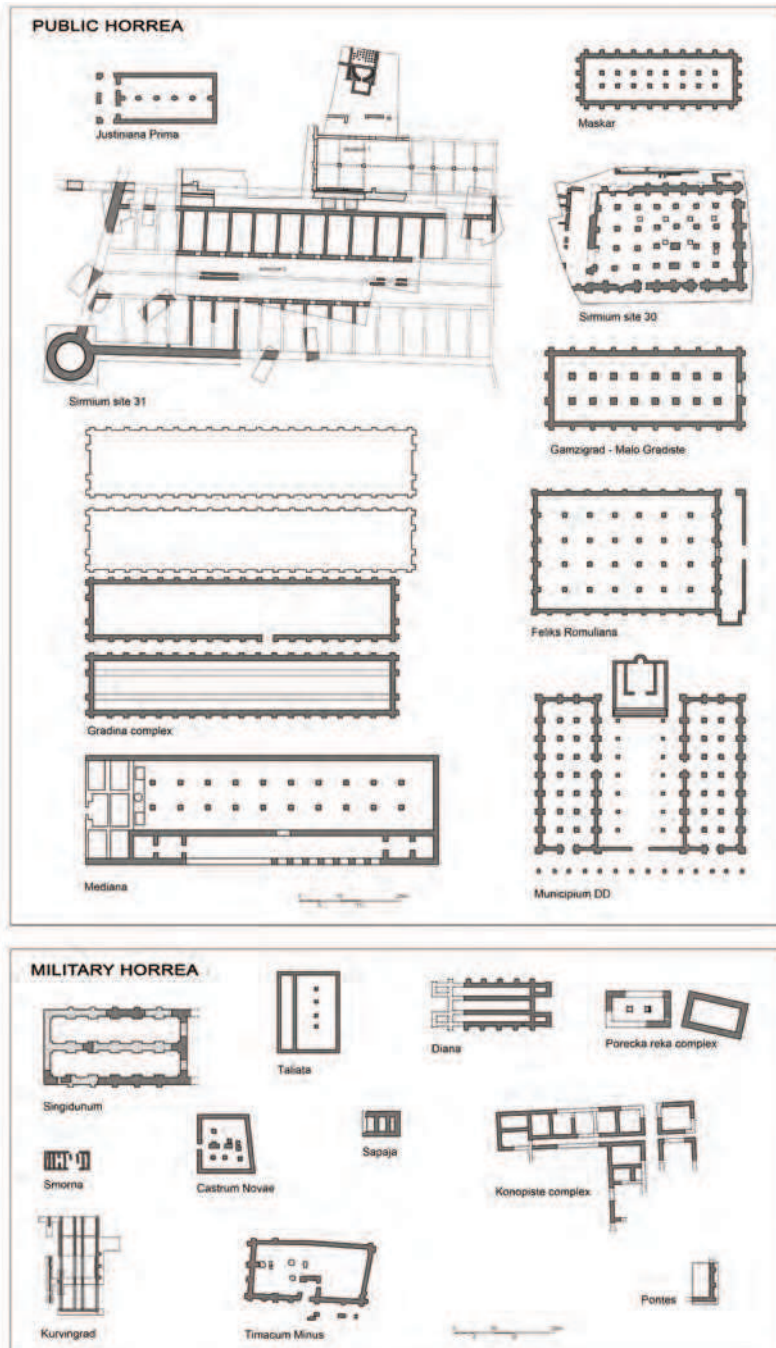 PUBLIC HORREA
Justiniana Prima
Maskar
Sirmium site 30
Sirmium site 31
Gamzigrad - Malo Gradiste
Feliks Romuliana
Gradina complex
Mediana
Municipium DD
MILITARY HORREA
Singidunum
Taliata
Diana
Porecka reka complex
Smorna
Castrum Novae
Sapaja
Konopiste complex
Kurvingrad
Timacum Minus
Pontes